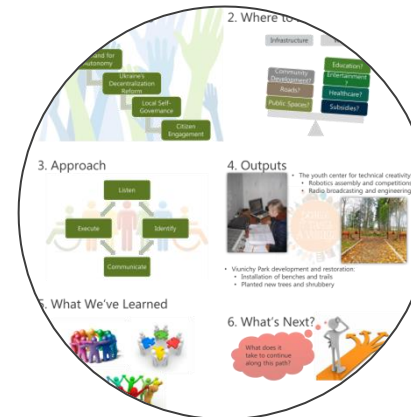 2. Where to
Infrastructure
Community
Development?
Roads?
Public Spaces?
Education?
Entertainment
?
Healthcare?
Subsidies?
Autonomy
Ukraine's
Decentralization
Reform
Local Self-
Governance
Citizen
Engagement
3. Approach
Listen
Execute
Identify
Communicate
4. Outputs
• The youth center for technical creativity
• Robotics assembly and competitions
• Radio broadcasting and engineering
• Viunichy Park development and restoration:
• Installation of benches and trails
• Planted new trees and shrubbery
5. What We've Learned
6. What's Next?
What does it
take to continue
along this path?